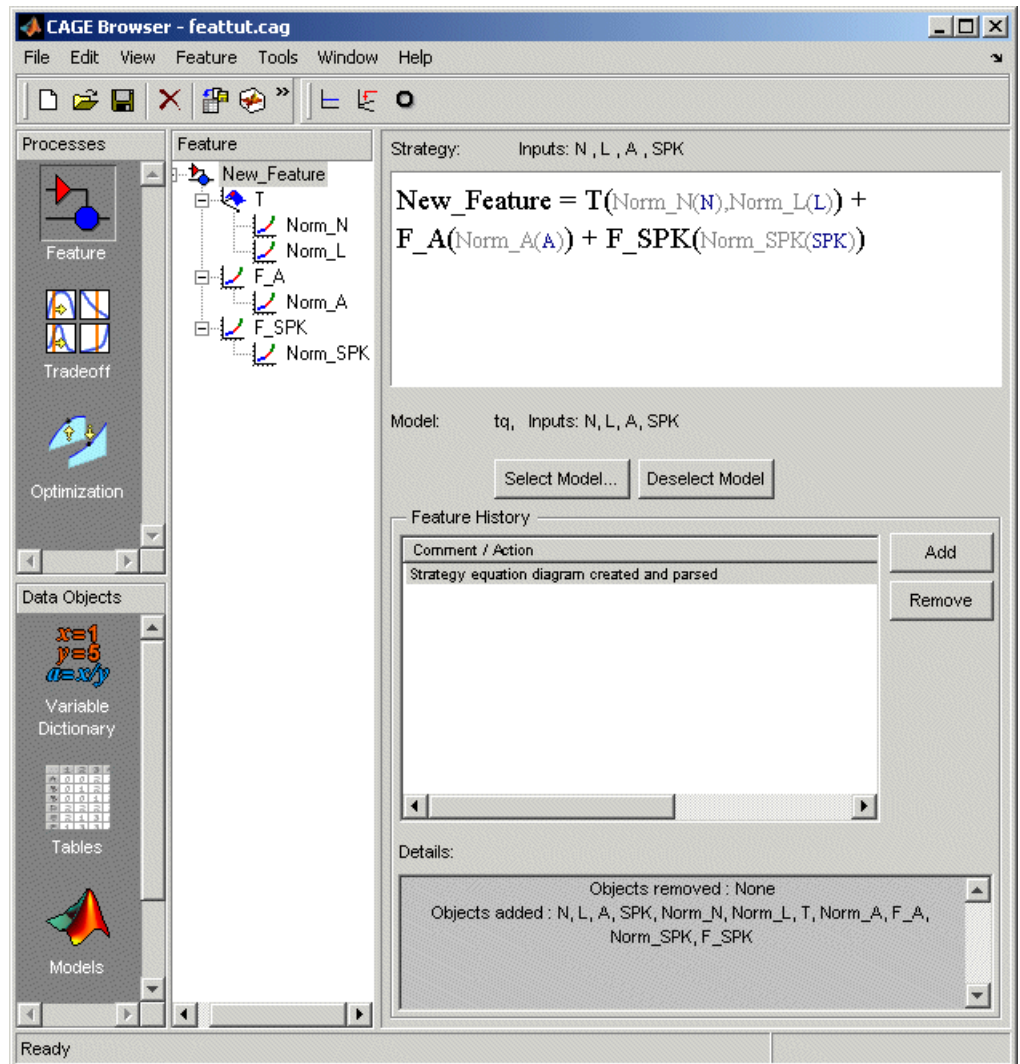 CAGE Browser - feattut.cag
File Edit View Feature Tools Window Help
»
Processes
Feature
Tradeoff
Optimization
Data Objects
x=1
y=5
a=x/y
Variable
Dictionary
Tables
Models
Feature
New_Feature
T
Norm_N
Norm_L
F_A
Norm_A
F_SPK
Norm_SPK
Strategy: Inputs: N , L , A , SPK
New_Feature = T(Norm_N(N),Norm_L(L)) +
F_A(Norm_A(A)) + F_SPK(Norm_SPK(SPK))
Model: tq, Inputs: N, L, A, SPK
Select Model... Deselect Model
Feature History
Comment / Action
Strategy equation diagram created and parsed
Add
Remove
Details:
Objects removed : None
Objects added : N, L, A, SPK, Norm_N, Norm_L, T, Norm_A, F_A,
Norm_SPK, F_SPK
Ready